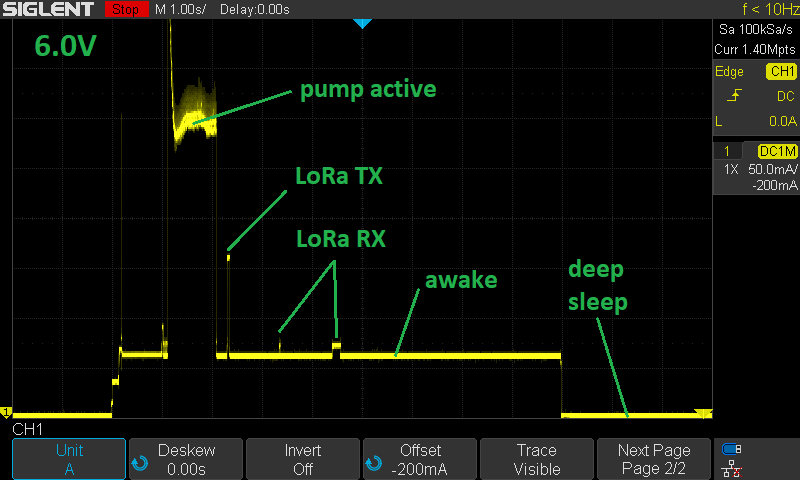 SIGLENT Stop M 1.00s/ Delay:0.00s f < 10Hz
Sa 100kSa/s
Curr 1.40Mpts
Edge CH1
DC
L 0.0A
1 DC1M
1X 50.0mA/
-200mA
6.0V
pump active
LoRa TX
LoRa RX
awake
deep
sleep
1
CH1
Unit
A
Deskew
0.00s
Invert
Off
Offset
-200mA
Trace
Visible
Next Page
Page 2/2